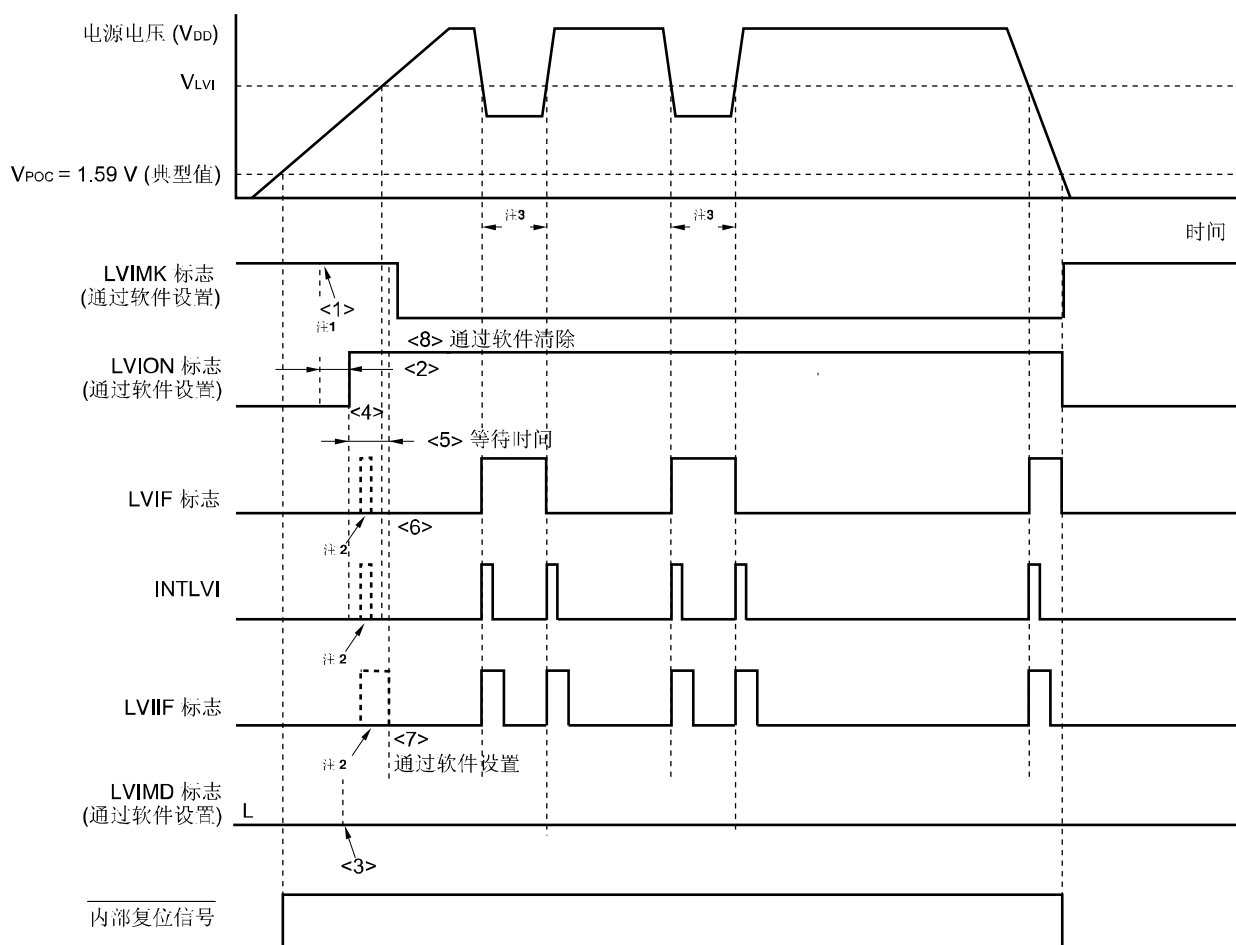 电源电压 (VDD)
VLVI
VPOC = 1.59 V (典型值)
注3
注3
时间
LVIMK 标志
(通过软件设置)
<1>
注1
<8> 通过软件清除
LVION 标志
(通过软件设置)
<2>
<4>
<5> 等待时间
LVIF 标志
<6>
注 2
INTLVI
注 2
LVIIF 标志
<7>
通过软件设置
注 2
LVIMD 标志
(通过软件设置)
L
<3>
内部复位信号